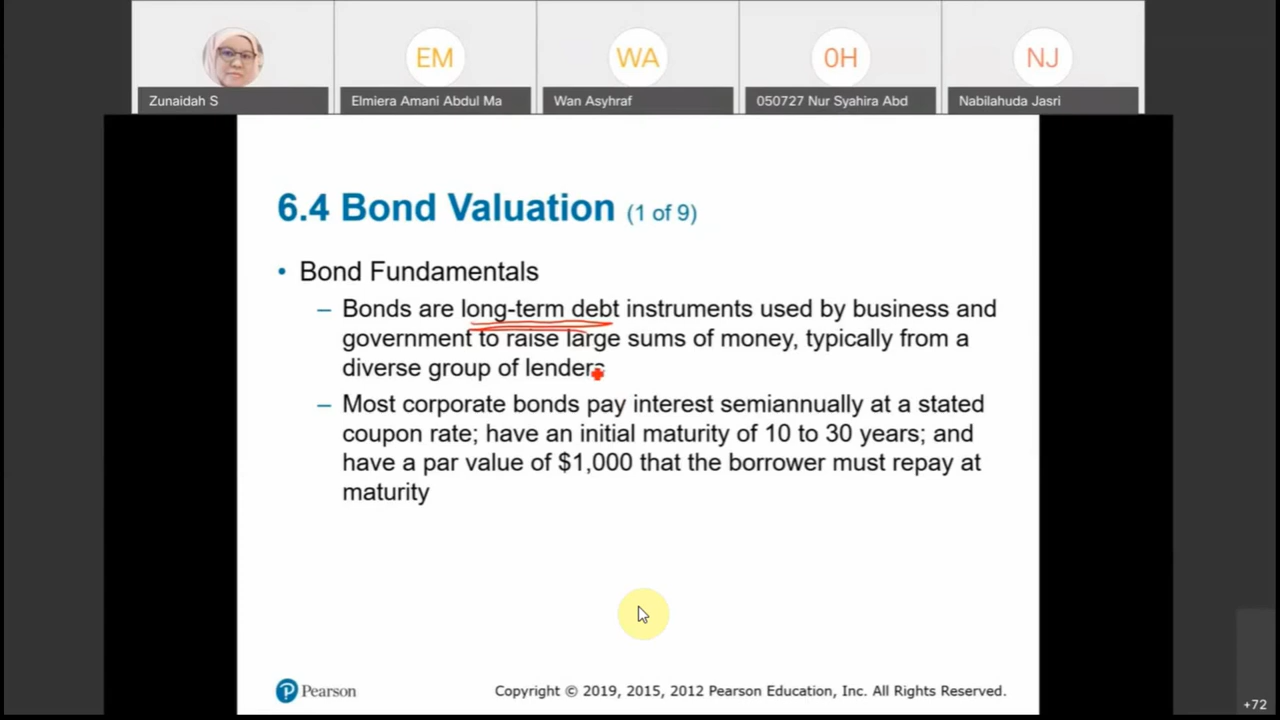 EM
WA
0H
NJ
Zunaidah S
Elmiera Amani Abdul Ma
Wan Asyhraf
050727 Nur Syahira Abd
Nabilahuda Jasri
6.4 Bond Valuation (1 of 9)
• Bond Fundamentals
– Bonds are long-term debt instruments used by business and
government to raise large sums of money, typically from a
diverse group of lenders
– Most corporate bonds pay interest semiannually at a stated
coupon rate; have an initial maturity of 10 to 30 years; and
have a par value of $1,000 that the borrower must repay at
maturity
P Pearson
Copyright © 2019, 2015, 2012 Pearson Education, Inc. All Rights Reserved.
+72